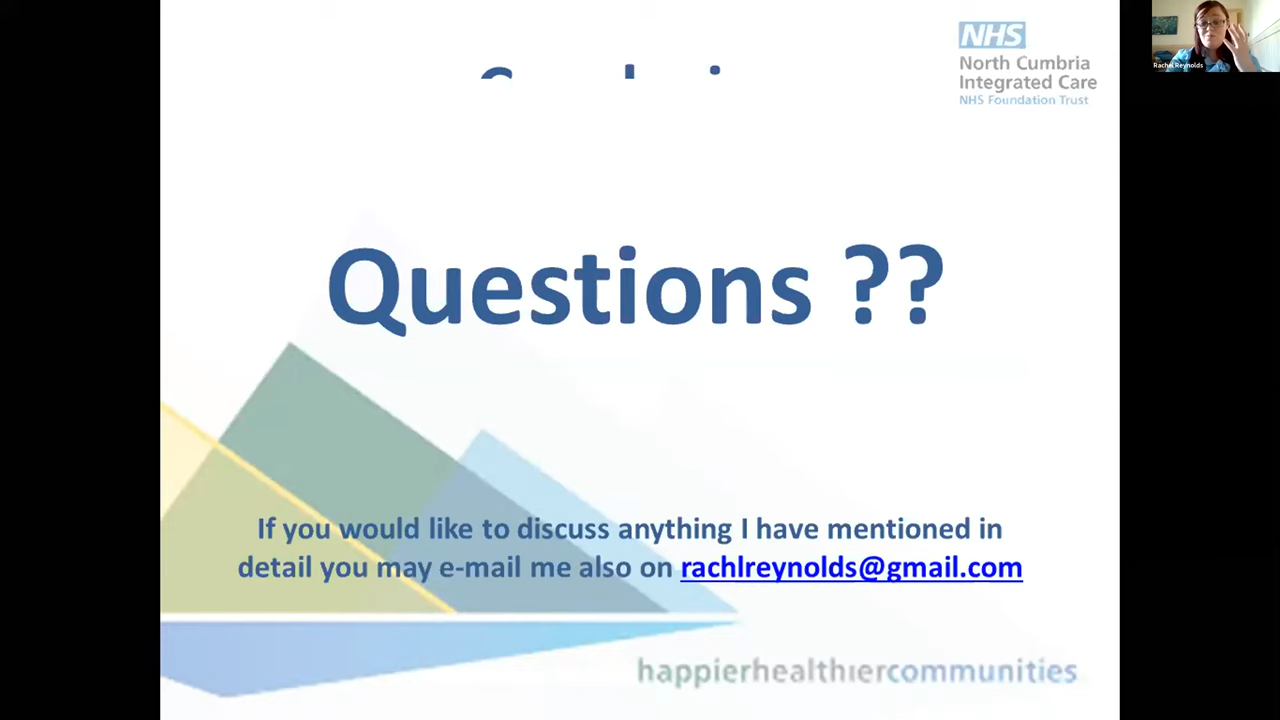 NHS
North Cumbria
Integrated Care
NHS Foundation Trust
Rachel Reynolds
Questions ??
If you would like to discuss anything I have mentioned in
detail you may e-mail me also on rachlreynolds@gmail.com
happierhealthiercommunities